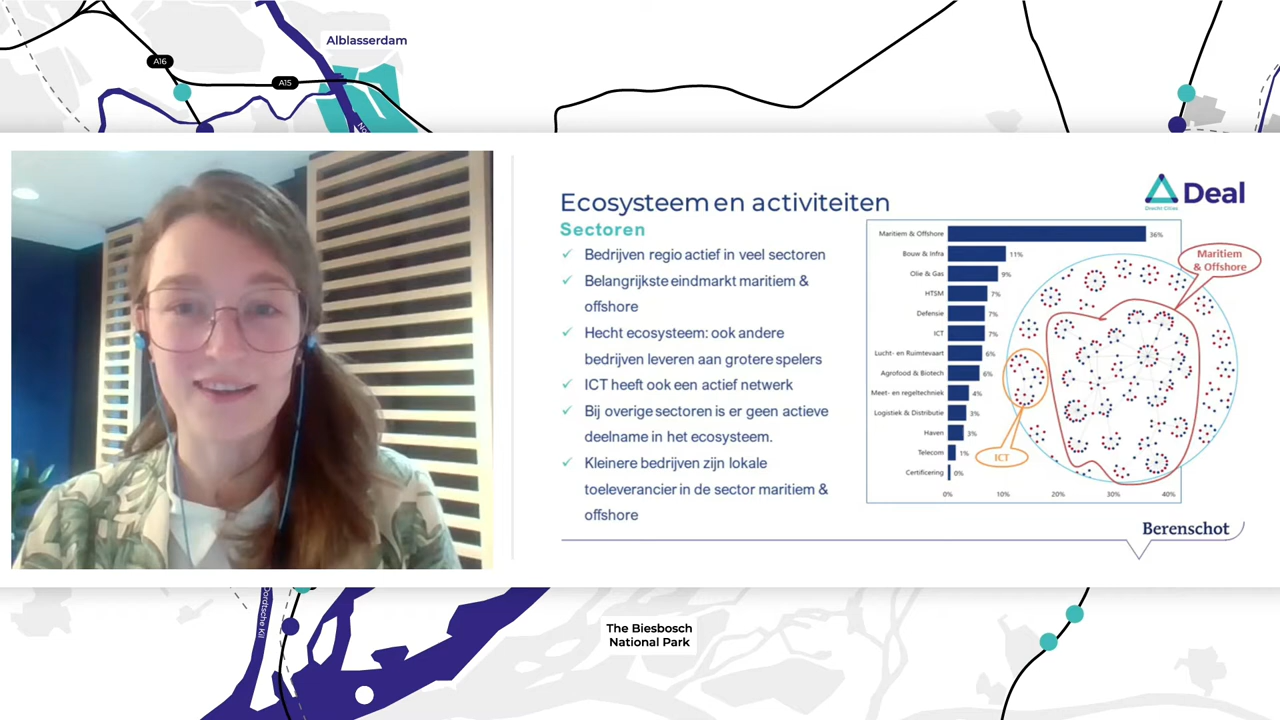 Alblasserdam
A16
A15
Ecosysteem en activiteiten
Sectoren
Bedrijven regio actief in veel sectoren
Belangrijkste eindmarkt maritiem &
offshore
Hecht ecosysteem: ook andere
bedrijven leveren aan grotere spelers
ICT heeft ook een actief netwerk
Bij overige sectoren is er geen actieve
deelname in het ecosysteem.
Kleinere bedrijven zijn lokale
toeleverancier in de sector maritiem &
offshore
Deal
Drecht Cities
Maritiem & Offshore 36%
Bouw & Infra 11%
Olie & Gas 9%
HTSM 7%
Defensie 7%
ICT 7%
Lucht- en Ruimtevaart 6%
Agrofood & Biotech 6%
Meet- en regeltechniek 4%
Logistiek & Distributie 3%
Haven 3%
Telecom 1%
Certificering 0%
0% 10% 20% 30% 40%
Maritiem
& Offshore
ICT
Berenschot
Dordtsche Kil
The Biesbosch
National Park